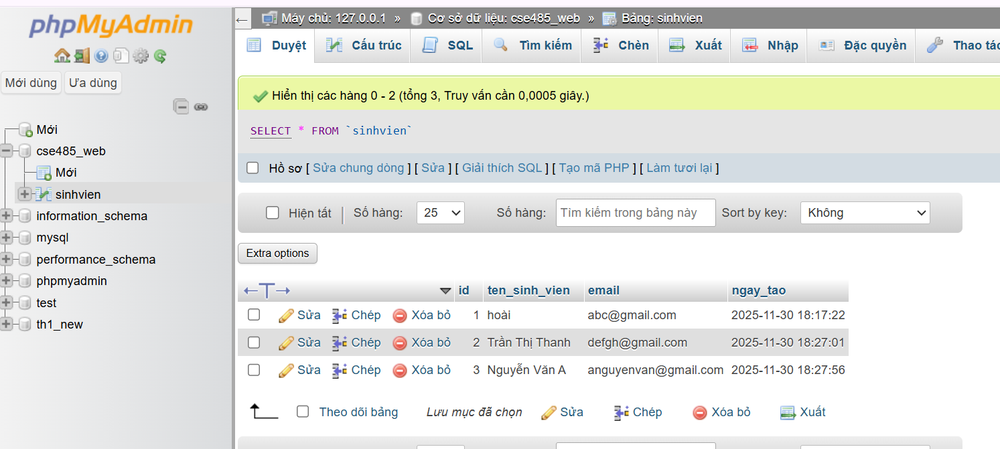 phpMyAdmin
Mới dùng Ưa dùng
Mới
cse485_web
Mới
sinhvien
information_schema
mysql
performance_schema
phpmyadmin
test
th1_new
Máy chủ: 127.0.0.1 » Cơ sở dữ liệu: cse485_web » Bảng: sinhvien
Duyệt Cấu trúc SQL Tìm kiếm Chèn Xuất Nhập Đặc quyền Thao tác
Hiển thị các hàng 0 - 2 (tổng 3, Truy vấn cần 0,0005 giây.)
SELECT * FROM `sinhvien`
Hồ sơ [ Sửa chung dòng ] [ Sửa ] [ Giải thích SQL ] [ Tạo mã PHP ] [ Làm tươi lại ]
Hiện tất | Số hàng: 25 Số hàng: Tìm kiếm trong bảng này Sort by key: Không
Extra options
←T→ id ten_sinh_vien email ngay_tao
Sửa Chép Xóa bỏ 1 hoài abc@gmail.com 2025-11-30 18:17:22
Sửa Chép Xóa bỏ 2 Trần Thị Thanh defgh@gmail.com 2025-11-30 18:27:01
Sửa Chép Xóa bỏ 3 Nguyễn Văn A anguyenvan@gmail.com 2025-11-30 18:27:56
Theo dõi bảng Lưu mục đã chọn Sửa Chép Xóa bỏ Xuất